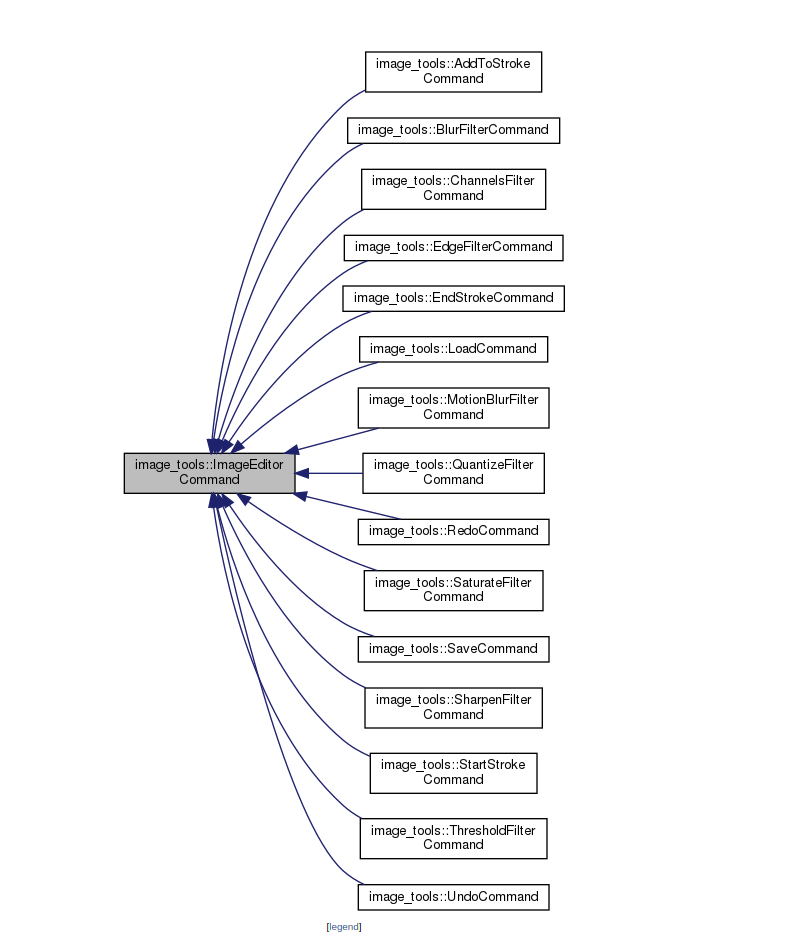 image_tools::AddToStroke
Command
image_tools::BlurFilterCommand
image_tools::ChannelsFilter
Command
image_tools::EdgeFilterCommand
image_tools::EndStrokeCommand
image_tools::LoadCommand
image_tools::MotionBlurFilter
Command
image_tools::ImageEditor
Command
image_tools::QuantizeFilter
Command
image_tools::RedoCommand
image_tools::SaturateFilter
Command
image_tools::SaveCommand
image_tools::SharpenFilter
Command
image_tools::StartStroke
Command
image_tools::ThresholdFilter
Command
image_tools::UndoCommand
[legend]